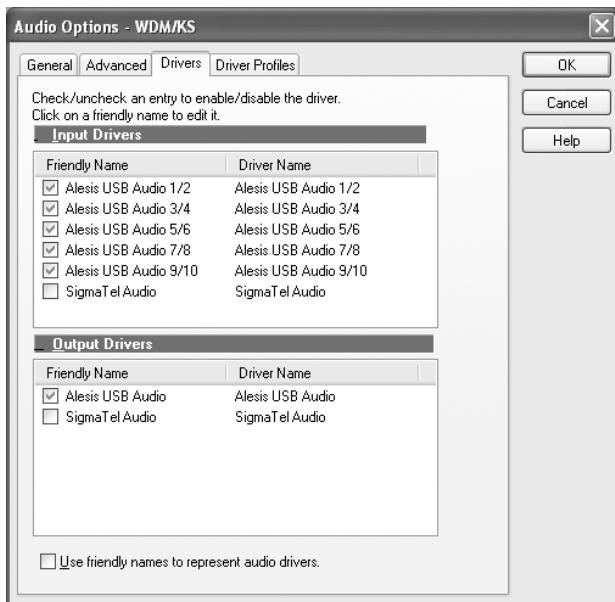 Audio Options - WDM/KS
General Advanced Drivers Driver Profiles
OK
Cancel
Help
Check/uncheck an entry to enable/disable the driver.
Click on a friendly name to edit it.
Input Drivers
Friendly Name Driver Name
Alesis USB Audio 1/2 Alesis USB Audio 1/2
Alesis USB Audio 3/4 Alesis USB Audio 3/4
Alesis USB Audio 5/6 Alesis USB Audio 5/6
Alesis USB Audio 7/8 Alesis USB Audio 7/8
Alesis USB Audio 9/10 Alesis USB Audio 9/10
SigmaTel Audio SigmaTel Audio
Output Drivers
Friendly Name Driver Name
Alesis USB Audio Alesis USB Audio
SigmaTel Audio SigmaTel Audio
Use friendly names to represent audio drivers.